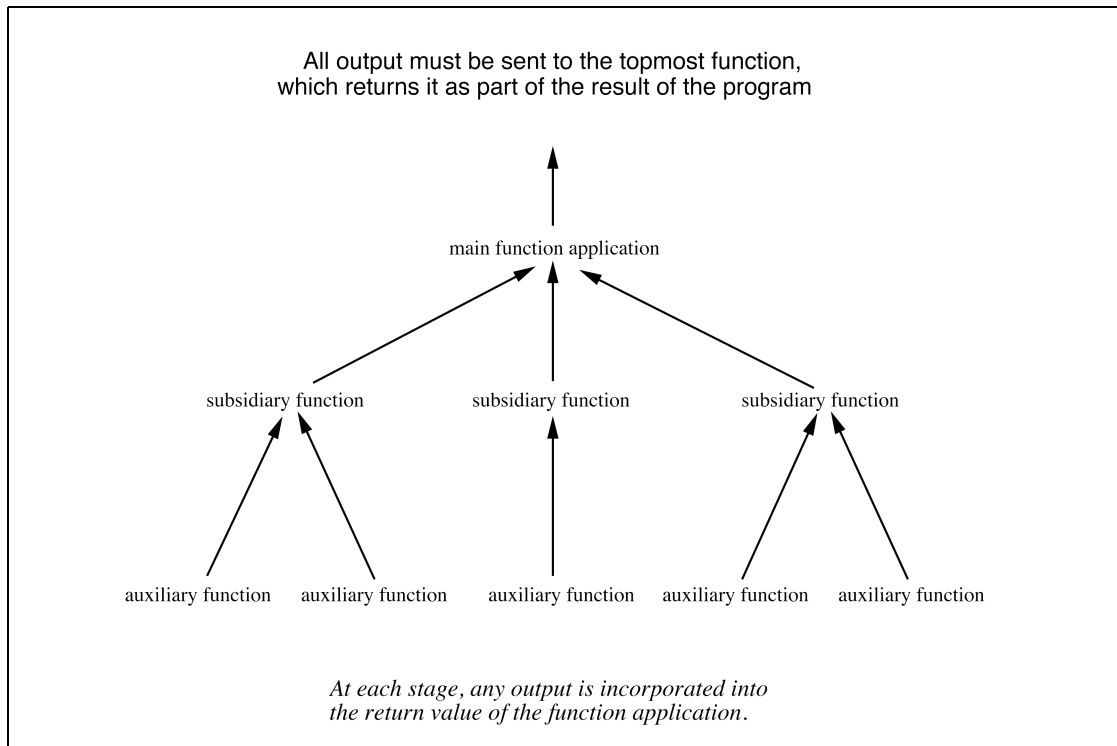 All output must be sent to the topmost function,
which returns it as part of the result of the program
main function application
subsidiary function
subsidiary function
subsidiary function
auxiliary function
auxiliary function
auxiliary function
auxiliary function
auxiliary function
At each stage, any output is incorporated into
the return value of the function application.